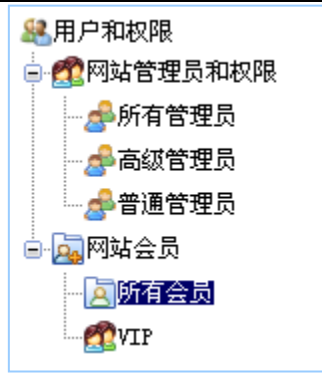 用户和权限
网站管理员和权限
所有管理员
高级管理员
普通管理员
网站会员
所有会员
VIP